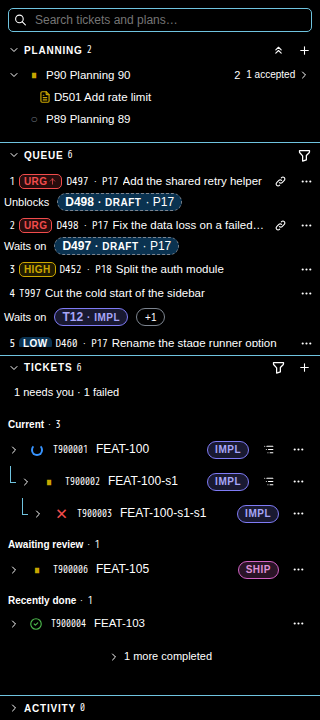 Search tickets and plans…
PLANNING 2
P90 Planning 90 2 1 accepted
D501 Add rate limit
P89 Planning 89
QUEUE 6
1 URG ↑ D497 · P17 Add the shared retry helper
Unblocks D498 · DRAFT · P17
2 URG D498 · P17 Fix the data loss on a failed…
Waits on D497 · DRAFT · P17
3 HIGH D452 · P18 Split the auth module
4 T997 Cut the cold start of the sidebar
Waits on T12 · IMPL +1
5 LOW D460 · P17 Rename the stage runner option
TICKETS 6
1 needs you · 1 failed
Current · 3
T900001 FEAT-100 IMPL
T900002 FEAT-100-s1 IMPL
T900003 FEAT-100-s1-s1 IMPL
Awaiting review · 1
T900006 FEAT-105 SHIP
Recently done · 1
T900004 FEAT-103
1 more completed
ACTIVITY 0